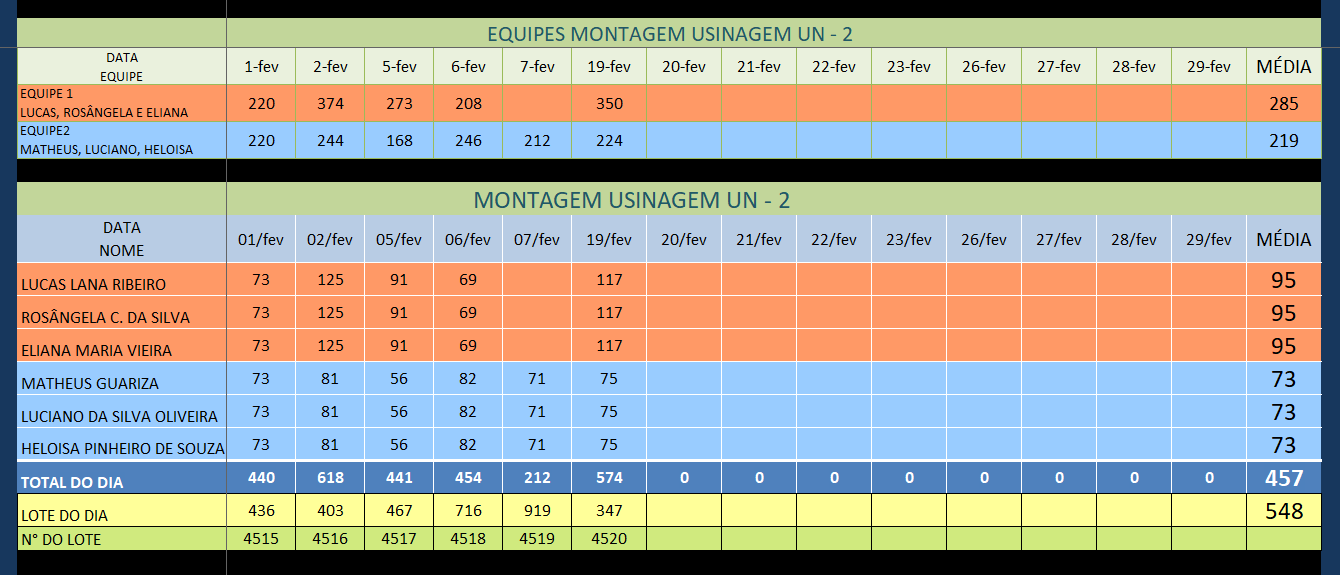 EQUIPES MONTAGEM USINAGEM UN - 2
DATA
EQUIPE 1-fev 2-fev 5-fev 6-fev 7-fev 19-fev 20-fev 21-fev 22-fev 23-fev 26-fev 27-fev 28-fev 29-fev MÉDIA
EQUIPE 1
LUCAS, ROSÂNGELA E ELIANA 220 374 273 208 350 285
EQUIPE2
MATHEUS, LUCIANO, HELOISA 220 244 168 246 212 224 219
MONTAGEM USINAGEM UN - 2
DATA
NOME 01/fev 02/fev 05/fev 06/fev 07/fev 19/fev 20/fev 21/fev 22/fev 23/fev 26/fev 27/fev 28/fev 29/fev MÉDIA
LUCAS LANA RIBEIRO 73 125 91 69 117 95
ROSÂNGELA C. DA SILVA 73 125 91 69 117 95
ELIANA MARIA VIEIRA 73 125 91 69 117 95
MATHEUS GUARIZA 73 81 56 82 71 75 73
LUCIANO DA SILVA OLIVEIRA 73 81 56 82 71 75 73
HELOISA PINHEIRO DE SOUZA 73 81 56 82 71 75 73
TOTAL DO DIA 440 618 441 454 212 574 0 0 0 0 0 0 0 0 457
LOTE DO DIA 436 403 467 716 919 347 548
N° DO LOTE 4515 4516 4517 4518 4519 4520